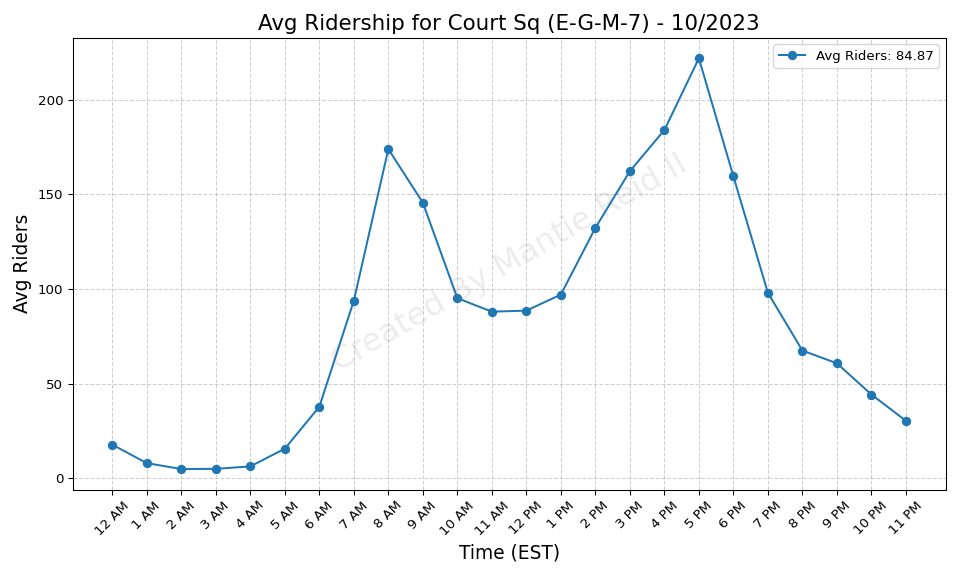 Avg Ridership for Court Sq (E-G-M-7) - 10/2023
Avg Riders: 84.87
Avg Riders
200
150
100
50
0
Created By Mantle Reid II
12 AM
1 AM
2 AM
3 AM
4 AM
5 AM
6 AM
7 AM
8 AM
9 AM
10 AM
11 AM
12 PM
1 PM
2 PM
3 PM
4 PM
5 PM
6 PM
7 PM
8 PM
9 PM
10 PM
11 PM
Time (EST)